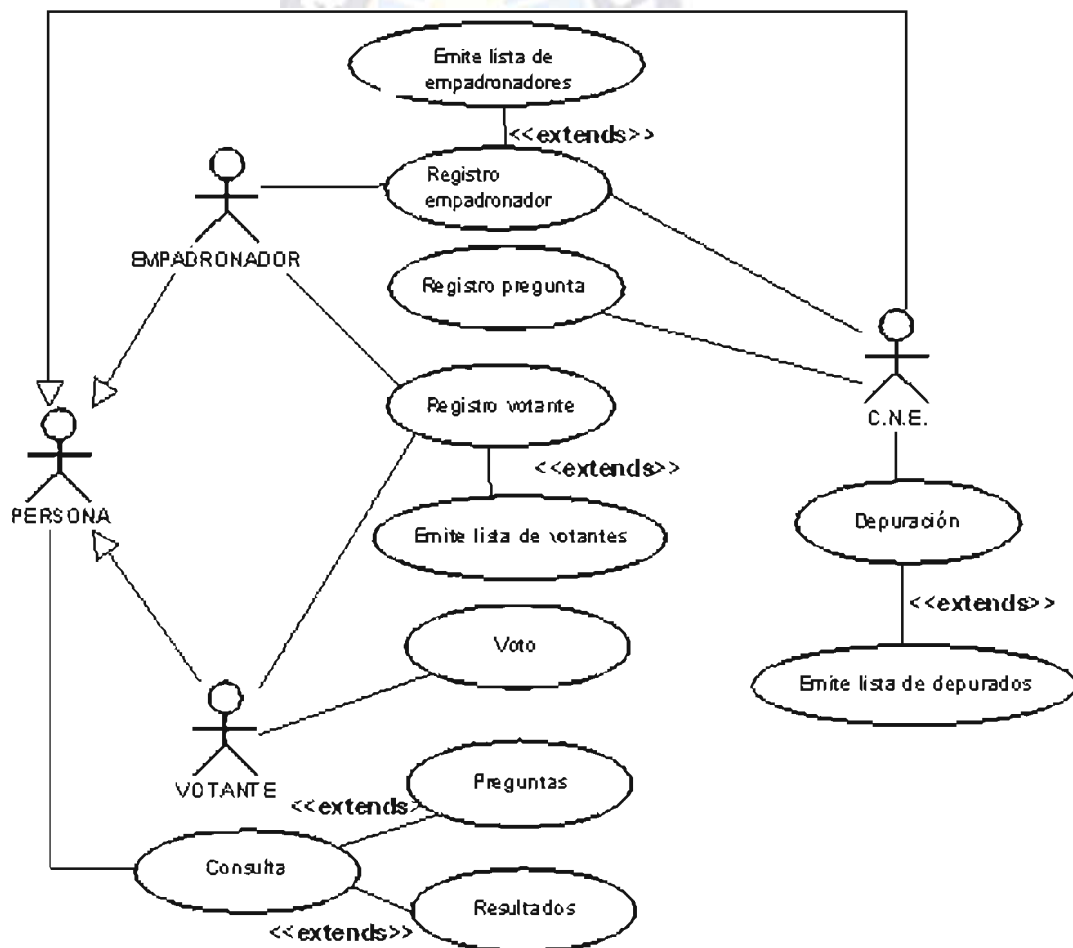 Emite lista de
empadronadores
<<extends>>
Registro
empadronador
EMPADRONADOR
Registro pregunta
C.N.E.
Registro votante
<<extends>>
PERSONA
Depuración
Emite lista de votantes
<<extends>>
Voto
Emite lista de depurados
VOTANTE
Preguntas
<<extends>
Consulta
Resultados
<<extends>>